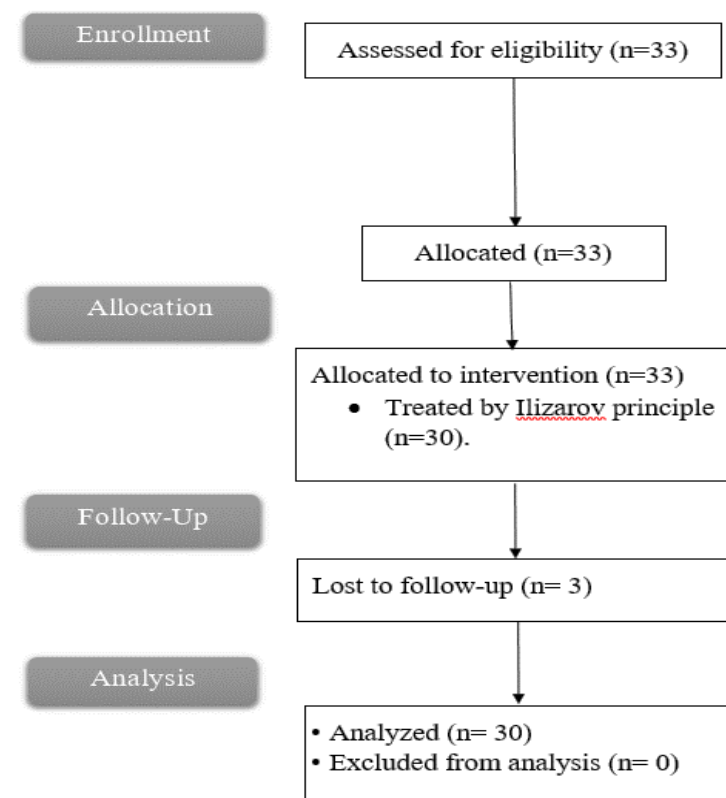 Enrollment
Assessed for eligibility (n=33)
Allocated (n=33)
Allocation
Allocated to intervention (n=33)
• Treated by Ilizarov principle
(n=30).
Follow-Up
Lost to follow-up (n= 3)
Analysis
• Analyzed (n= 30)
• Excluded from analysis (n= 0)